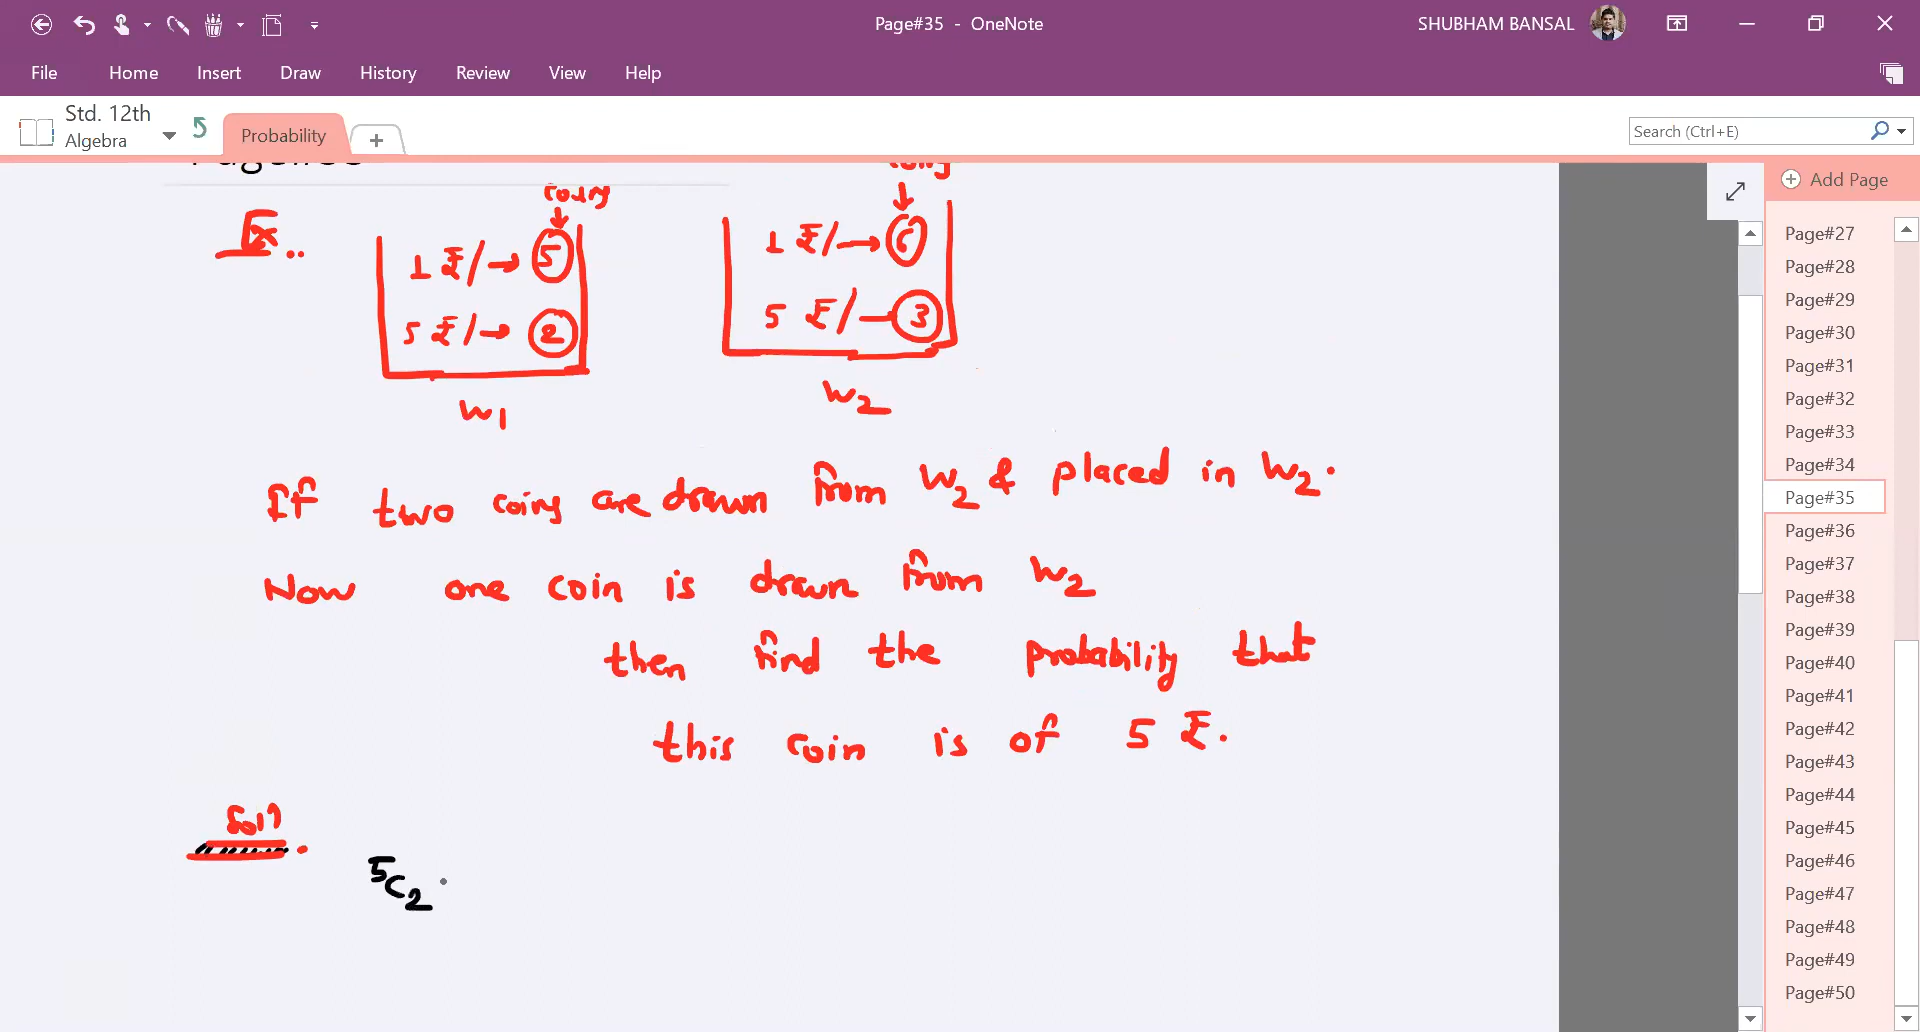 Page#35 - OneNote
SHUBHAM BANSAL
File Home Insert Draw History Review View Help
Std. 12th
Algebra
Probability
+
Search (Ctrl+E)
Add Page
Page#27
Page#28
Page#29
Page#30
Page#31
Page#32
Page#33
Page#34
Page#35
Page#36
Page#37
Page#38
Page#39
Page#40
Page#41
Page#42
Page#43
Page#44
Page#45
Page#46
Page#47
Page#48
Page#49
Page#50
Ex..
coins
1 ₹/→ 5
5 ₹/→ 2
W1
coins
1 ₹/→ 6
5 ₹/— 3
W2
If two coins are drawn from W2 & placed in W2.
Now one coin is drawn from W2
then find the probability that
this coin is of 5 ₹.
Solⁿ.
⁵C₂